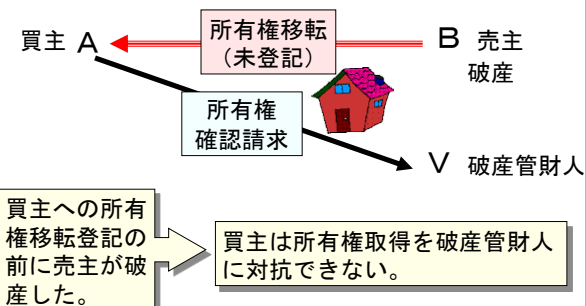 買主 A
所有権移転
(未登記)
B 売主
破産
所有権
確認請求
V 破産管財人
買主への所有
権移転登記の
前に売主が破
産した。
買主は所有権取得を破産管財人
に対抗できない。